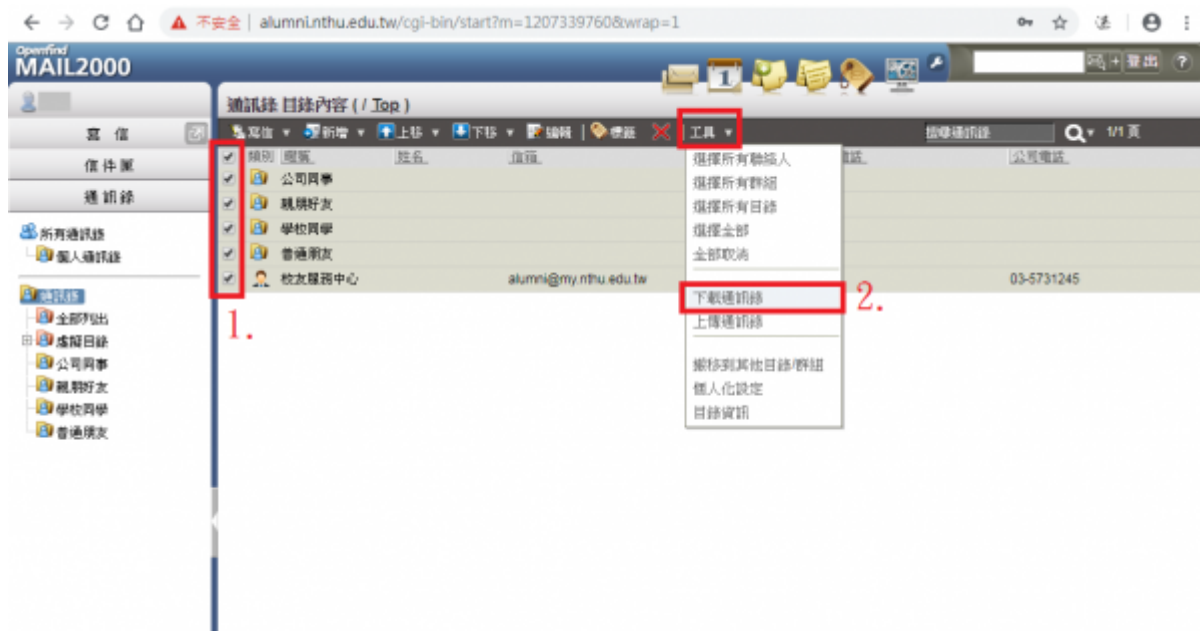 不安全 | alumni.nthu.edu.tw/cgi-bin/start?m=1207339760&wrap=1
Openfind
MAIL2000
登出
?
通訊錄 目錄內容 ( / Top )
寫信
寫信 新增 上移 下移 編輯 | 標籤 | 工具
搜尋通訊錄
1/1 頁
信件匣
通訊錄
類別 暱稱 姓名 信箱 電話 公司電話
公司同事
親朋好友
學校同學
普通朋友
校友服務中心 alumni@my.nthu.edu.tw 03-5731245
1.
選擇所有聯絡人
選擇所有群組
選擇所有目錄
選擇全部
全部取消
下載通訊錄
2.
上傳通訊錄
搬移到其他目錄/群組
個人化設定
目錄資訊
所有通訊錄
個人通訊錄
通訊錄
全部列出
虛擬目錄
公司同事
親朋好友
學校同學
普通朋友